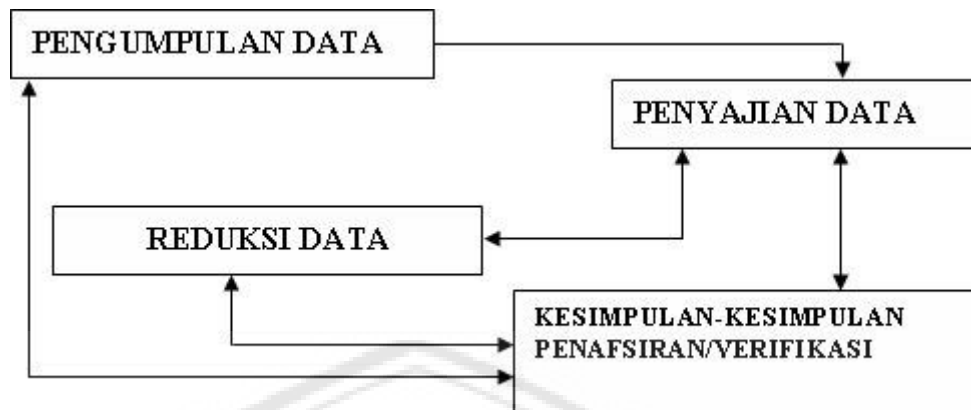 PENGUMPULAN DATA
PENYAJIAN DATA
REDUKSI DATA
KESIMPULAN-KESIMPULAN
PENAFSIRAN/VERIFIKASI